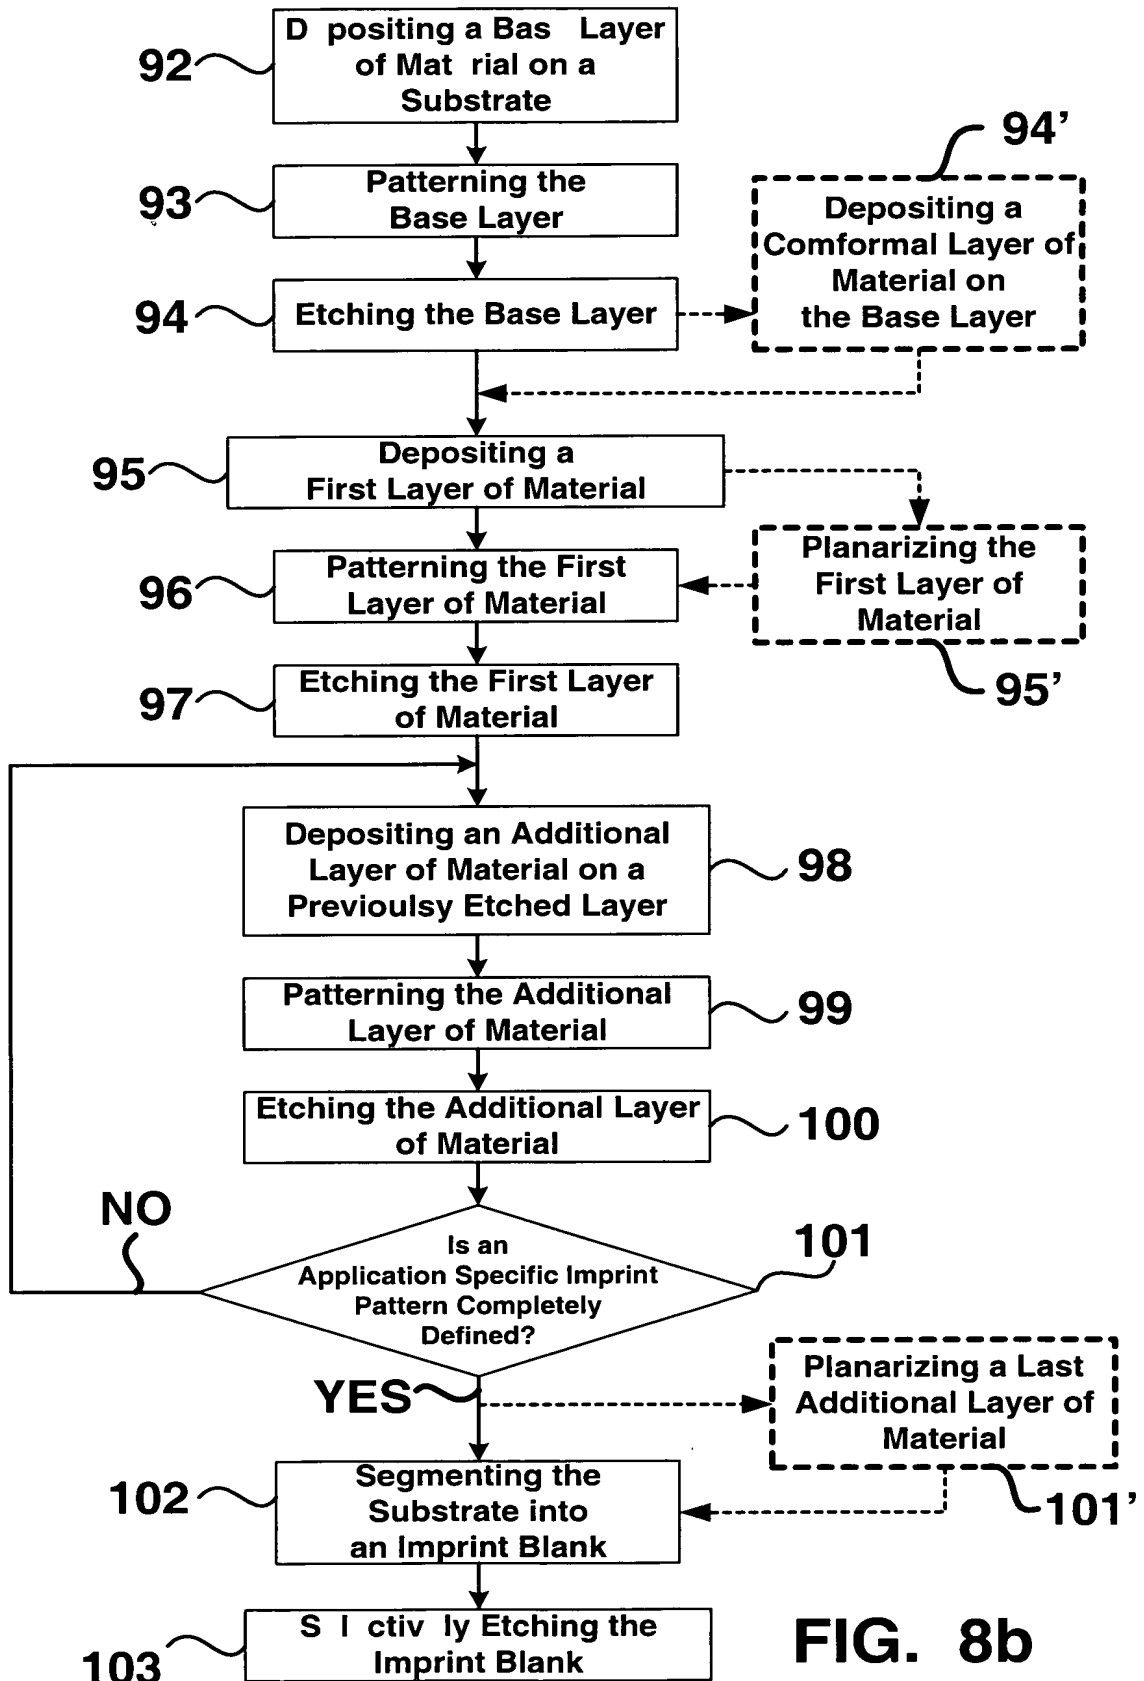 D positing a Bas Layer
of Mat rial on a
Substrate
92
Patterning the
Base Layer
93
94'
Depositing a
Comformal Layer of
Material on
the Base Layer
Etching the Base Layer
94
Depositing a
First Layer of Material
95
Patterning the First
Layer of Material
96
Planarizing the
First Layer of
Material
95'
Etching the First Layer
of Material
97
Depositing an Additional
Layer of Material on a
Previoulsy Etched Layer
98
Patterning the Additional
Layer of Material
99
Etching the Additional Layer
of Material
100
NO
Is an
Application Specific Imprint
Pattern Completely
Defined?
101
YES
Planarizing a Last
Additional Layer of
Material
101'
Segmenting the
Substrate into
an Imprint Blank
102
S l ctiv ly Etching the
Imprint Blank
103
FIG. 8b